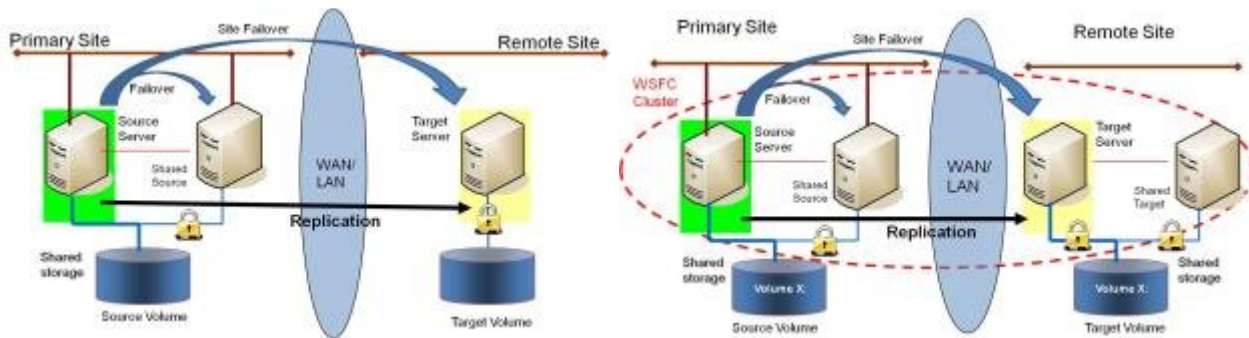 Site Failover
Primary Site
Remote Site
Failover
Source
Server
Target
Server
Shared
Source
WAN/
LAN
Replication
Shared
storage
Source Volume
Target Volume
Primary Site
Site Failover
Remote Site
WSFC
Cluster
Failover
Source
Server
Target
Server
Shared
Source
WAN/
LAN
Shared
Target
Replication
Shared
storage
Shared
storage
Volume X:
Volume X:
Source Volume
Target Volume